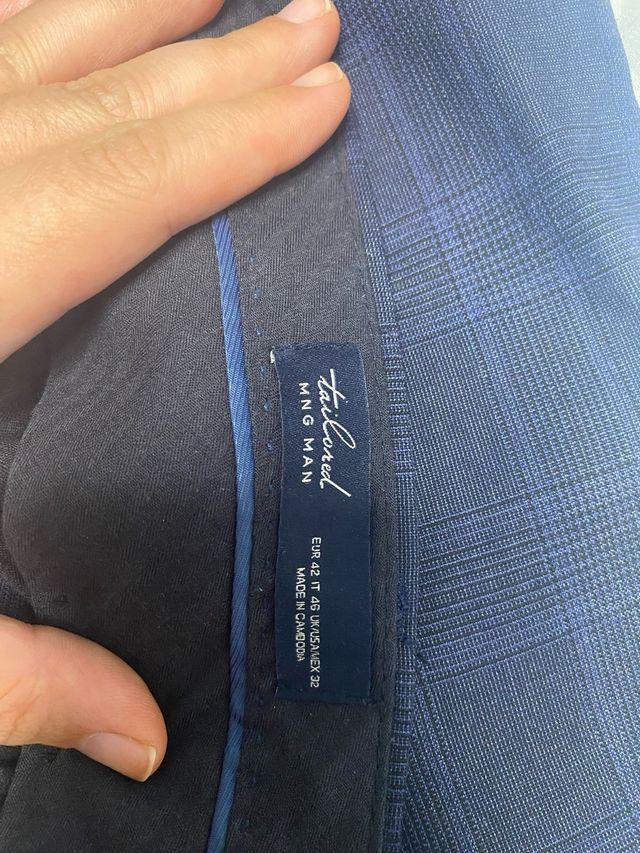 tailored
MNG MAN
EUR 42 IT 46 UK/USA/MEX 32
MADE IN CAMBODIA